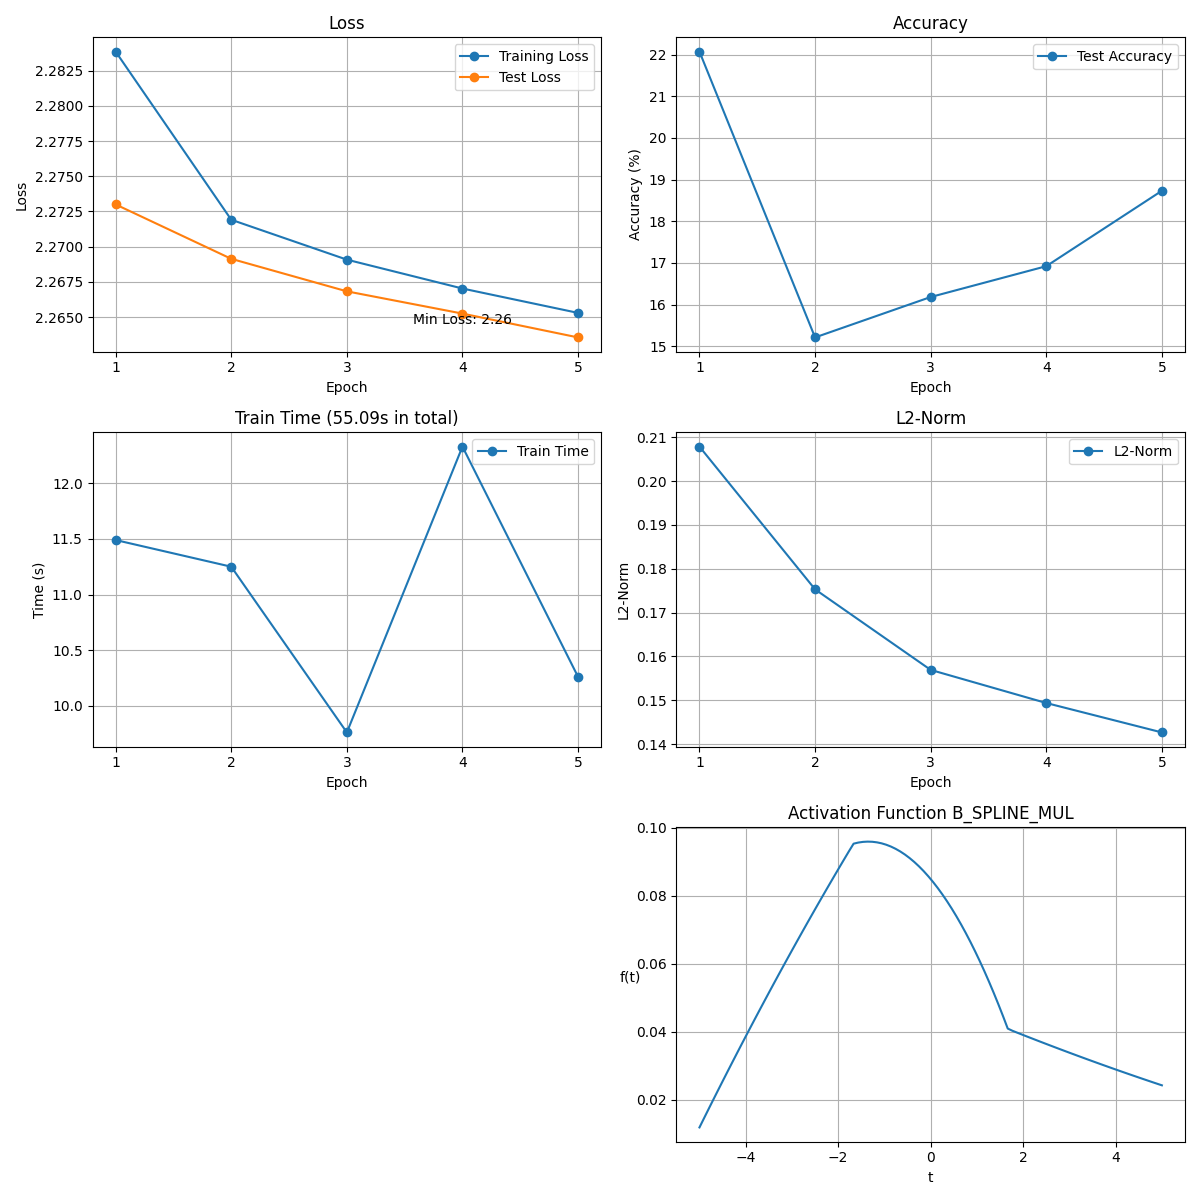 Loss
Training Loss
Test Loss
2.2825
2.2800
2.2775
2.2750
2.2725
2.2700
2.2675
2.2650
Loss
Min Loss: 2.26
1 2 3 4 5
Epoch
Accuracy
Test Accuracy
22
21
20
19
18
17
16
15
Accuracy (%)
1 2 3 4 5
Epoch
Train Time (55.09s in total)
Train Time
12.0
11.5
11.0
10.5
10.0
Time (s)
1 2 3 4 5
Epoch
L2-Norm
L2-Norm
0.21
0.20
0.19
0.18
0.17
0.16
0.15
0.14
L2-Norm
1 2 3 4 5
Epoch
Activation Function B_SPLINE_MUL
0.10
0.08
0.06
0.04
0.02
f(t)
−4 −2 0 2 4
t